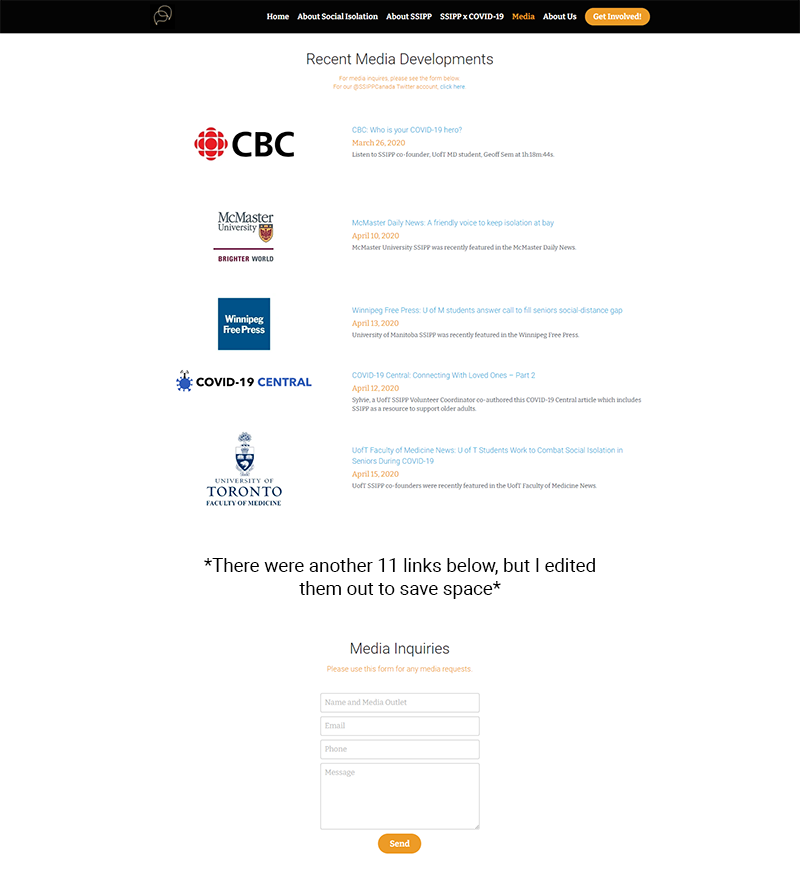 Home About Social Isolation About SSIPP SSIPP x COVID-19 Media About Us Get Involved!
Recent Media Developments
For media inquires, please see the form below.
For our @SSIPPCanada Twitter account, click here.
CBC
CBC: Who is your COVID-19 hero?
March 26, 2020
Listen to SSIPP co-founder, UofT MD student, Geoff Sem at 1h:18m:44s.
McMaster
University
BRIGHTER WORLD
McMaster Daily News: A friendly voice to keep isolation at bay
April 10, 2020
McMaster University SSIPP was recently featured in the McMaster Daily News.
Winnipeg
Free Press
Winnipeg Free Press: U of M students answer call to fill seniors social-distance gap
April 13, 2020
University of Manitoba SSIPP was recently featured in the Winnipeg Free Press.
COVID-19 CENTRAL
COVID-19 Central: Connecting With Loved Ones – Part 2
April 12, 2020
Sylvie, a UofT SSIPP Volunteer Coordinator co-authored this COVID-19 Central article which includes
SSIPP as a resource to support older adults.
UNIVERSITY OF
TORONTO
FACULTY OF MEDICINE
UofT Faculty of Medicine News: U of T Students Work to Combat Social Isolation in
Seniors During COVID-19
April 15, 2020
UofT SSIPP co-founders were recently featured in the UofT Faculty of Medicine News.
*There were another 11 links below, but I edited
them out to save space*
Media Inquiries
Please use this form for any media requests.
Name and Media Outlet
Email
Phone
Message
Send